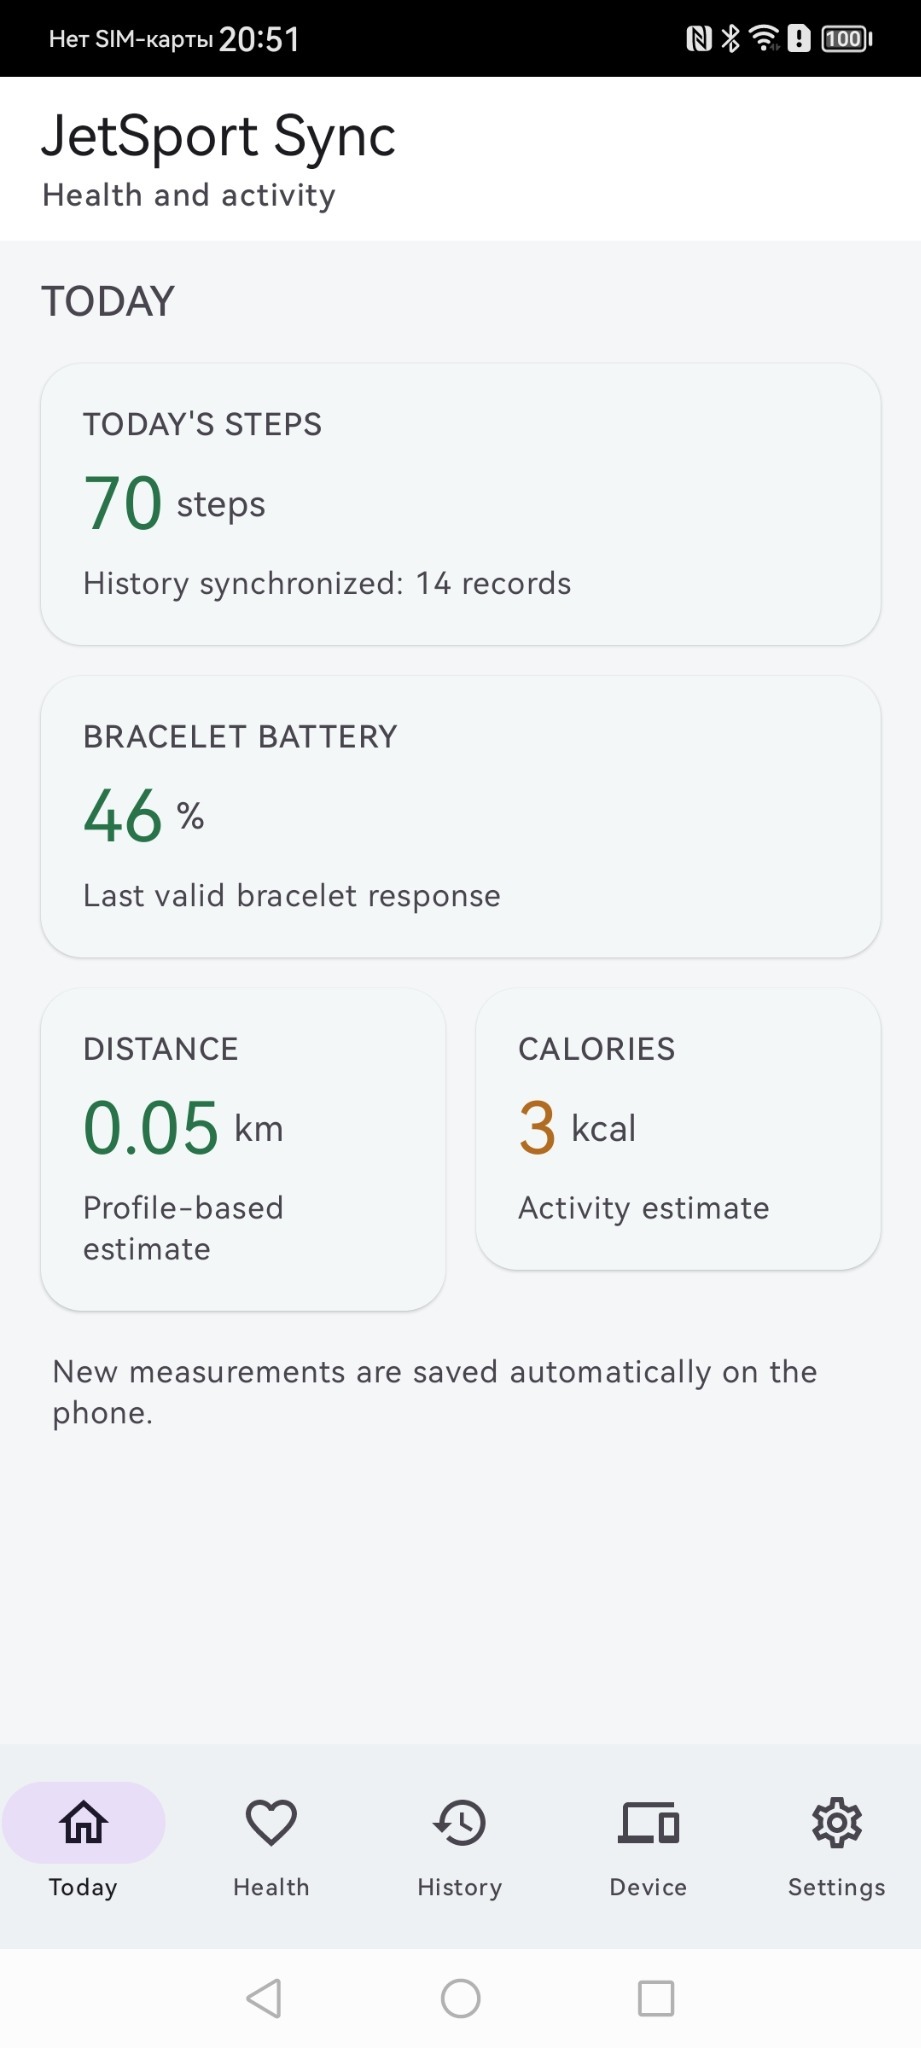 Нет SIM-карты 20:51 100
JetSport Sync
Health and activity
TODAY
TODAY'S STEPS
70 steps
History synchronized: 14 records
BRACELET BATTERY
46 %
Last valid bracelet response
DISTANCE
0.05 km
Profile-based
estimate
CALORIES
3 kcal
Activity estimate
New measurements are saved automatically on the
phone.
Today
Health
History
Device
Settings